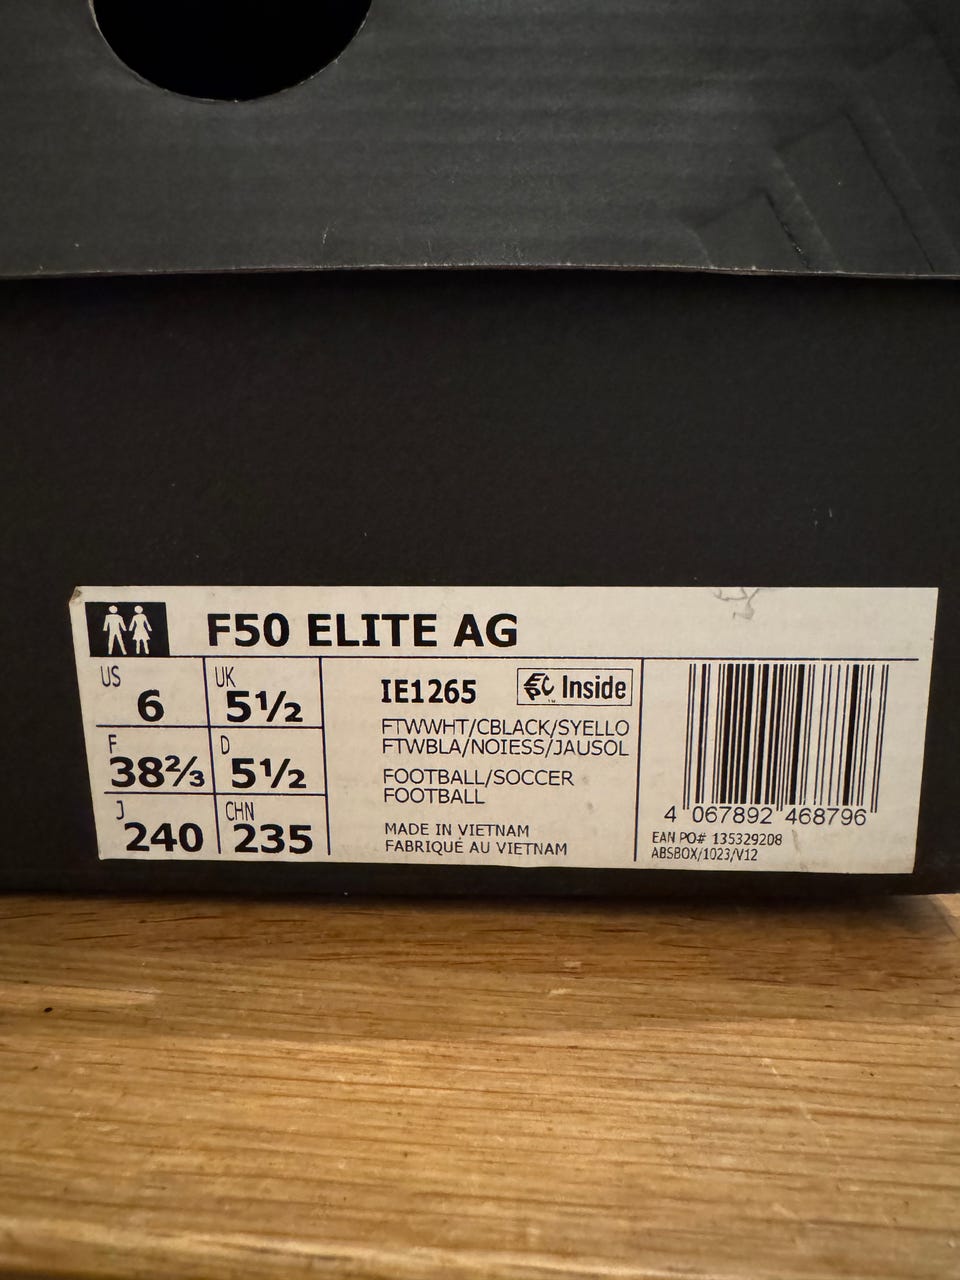 F50 ELITE AG
US UK
6 5½
F D
38⅔ 5½
J CHN
240 235
IE1265 Inside
FTWWHT/CBLACK/SYELLO
FTWBLA/NOIESS/JAUSOL
FOOTBALL/SOCCER
FOOTBALL
MADE IN VIETNAM
FABRIQUÉ AU VIETNAM
4 067892 468796
EAN PO# 135329208
ABSBOX/1023/V12